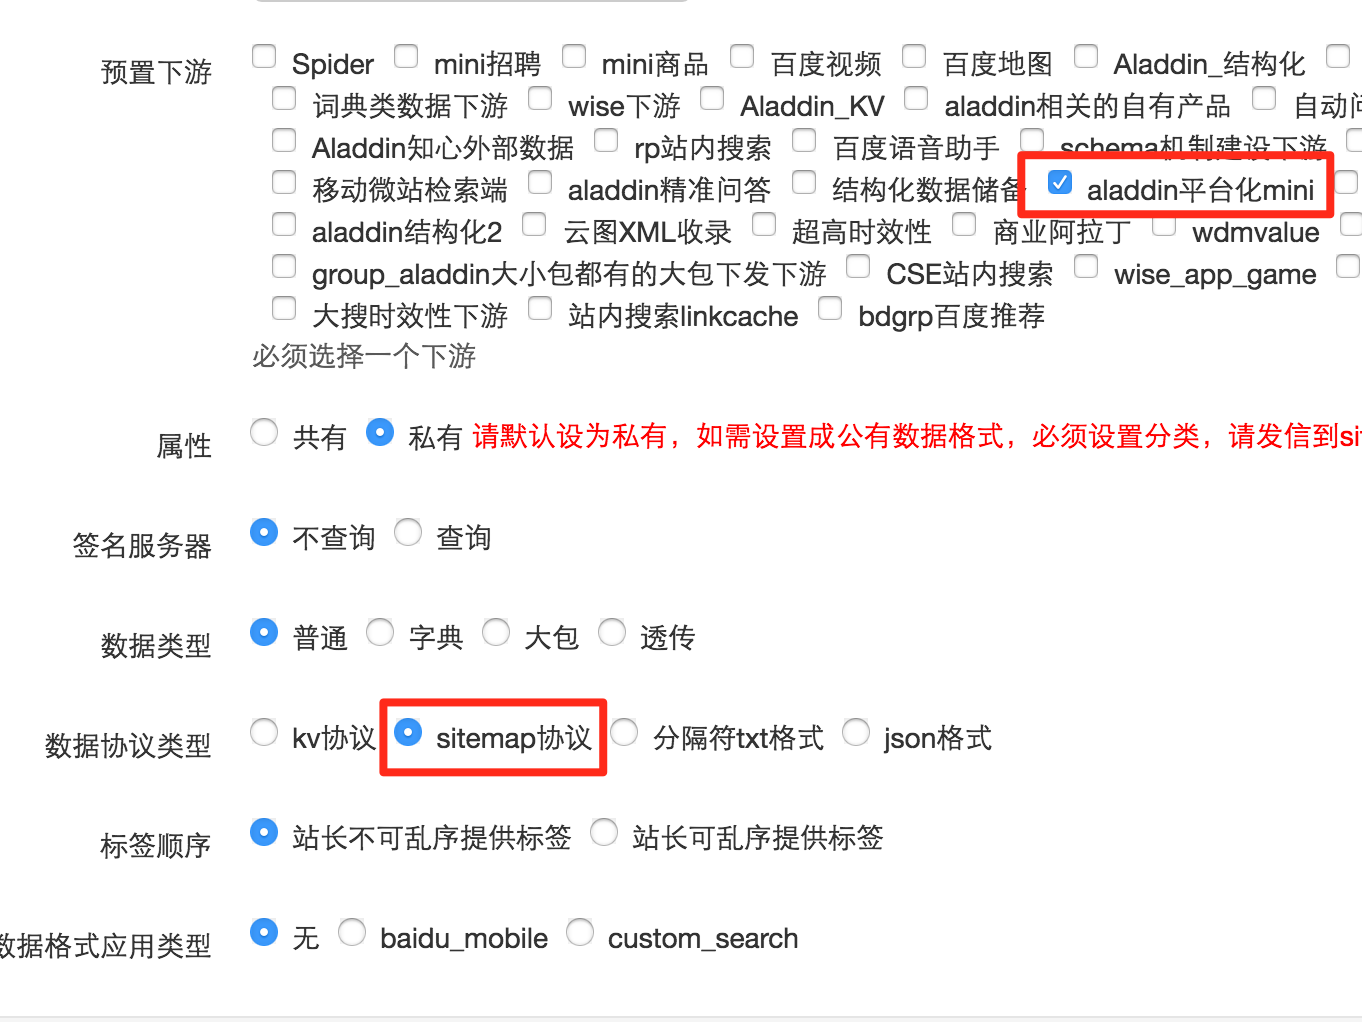 预置下游 Spider mini招聘 mini商品 百度视频 百度地图 Aladdin_结构化
词典类数据下游 wise下游 Aladdin_KV aladdin相关的自有产品 自动问
Aladdin知心外部数据 rp站内搜索 百度语音助手 schema机制建设下游
移动微站检索端 aladdin精准问答 结构化数据储备 aladdin平台化mini
aladdin结构化2 云图XML收录 超高时效性 商业阿拉丁 wdmvalue
group_aladdin大小包都有的大包下发下游 CSE站内搜索 wise_app_game
大搜时效性下游 站内搜索linkcache bdgrp百度推荐
必须选择一个下游
属性 共有 私有 请默认设为私有，如需设置成公有数据格式，必须设置分类，请发信到sit
签名服务器 不查询 查询
数据类型 普通 字典 大包 透传
数据协议类型 kv协议 sitemap协议 分隔符txt格式 json格式
标签顺序 站长不可乱序提供标签 站长可乱序提供标签
数据格式应用类型 无 baidu_mobile custom_search